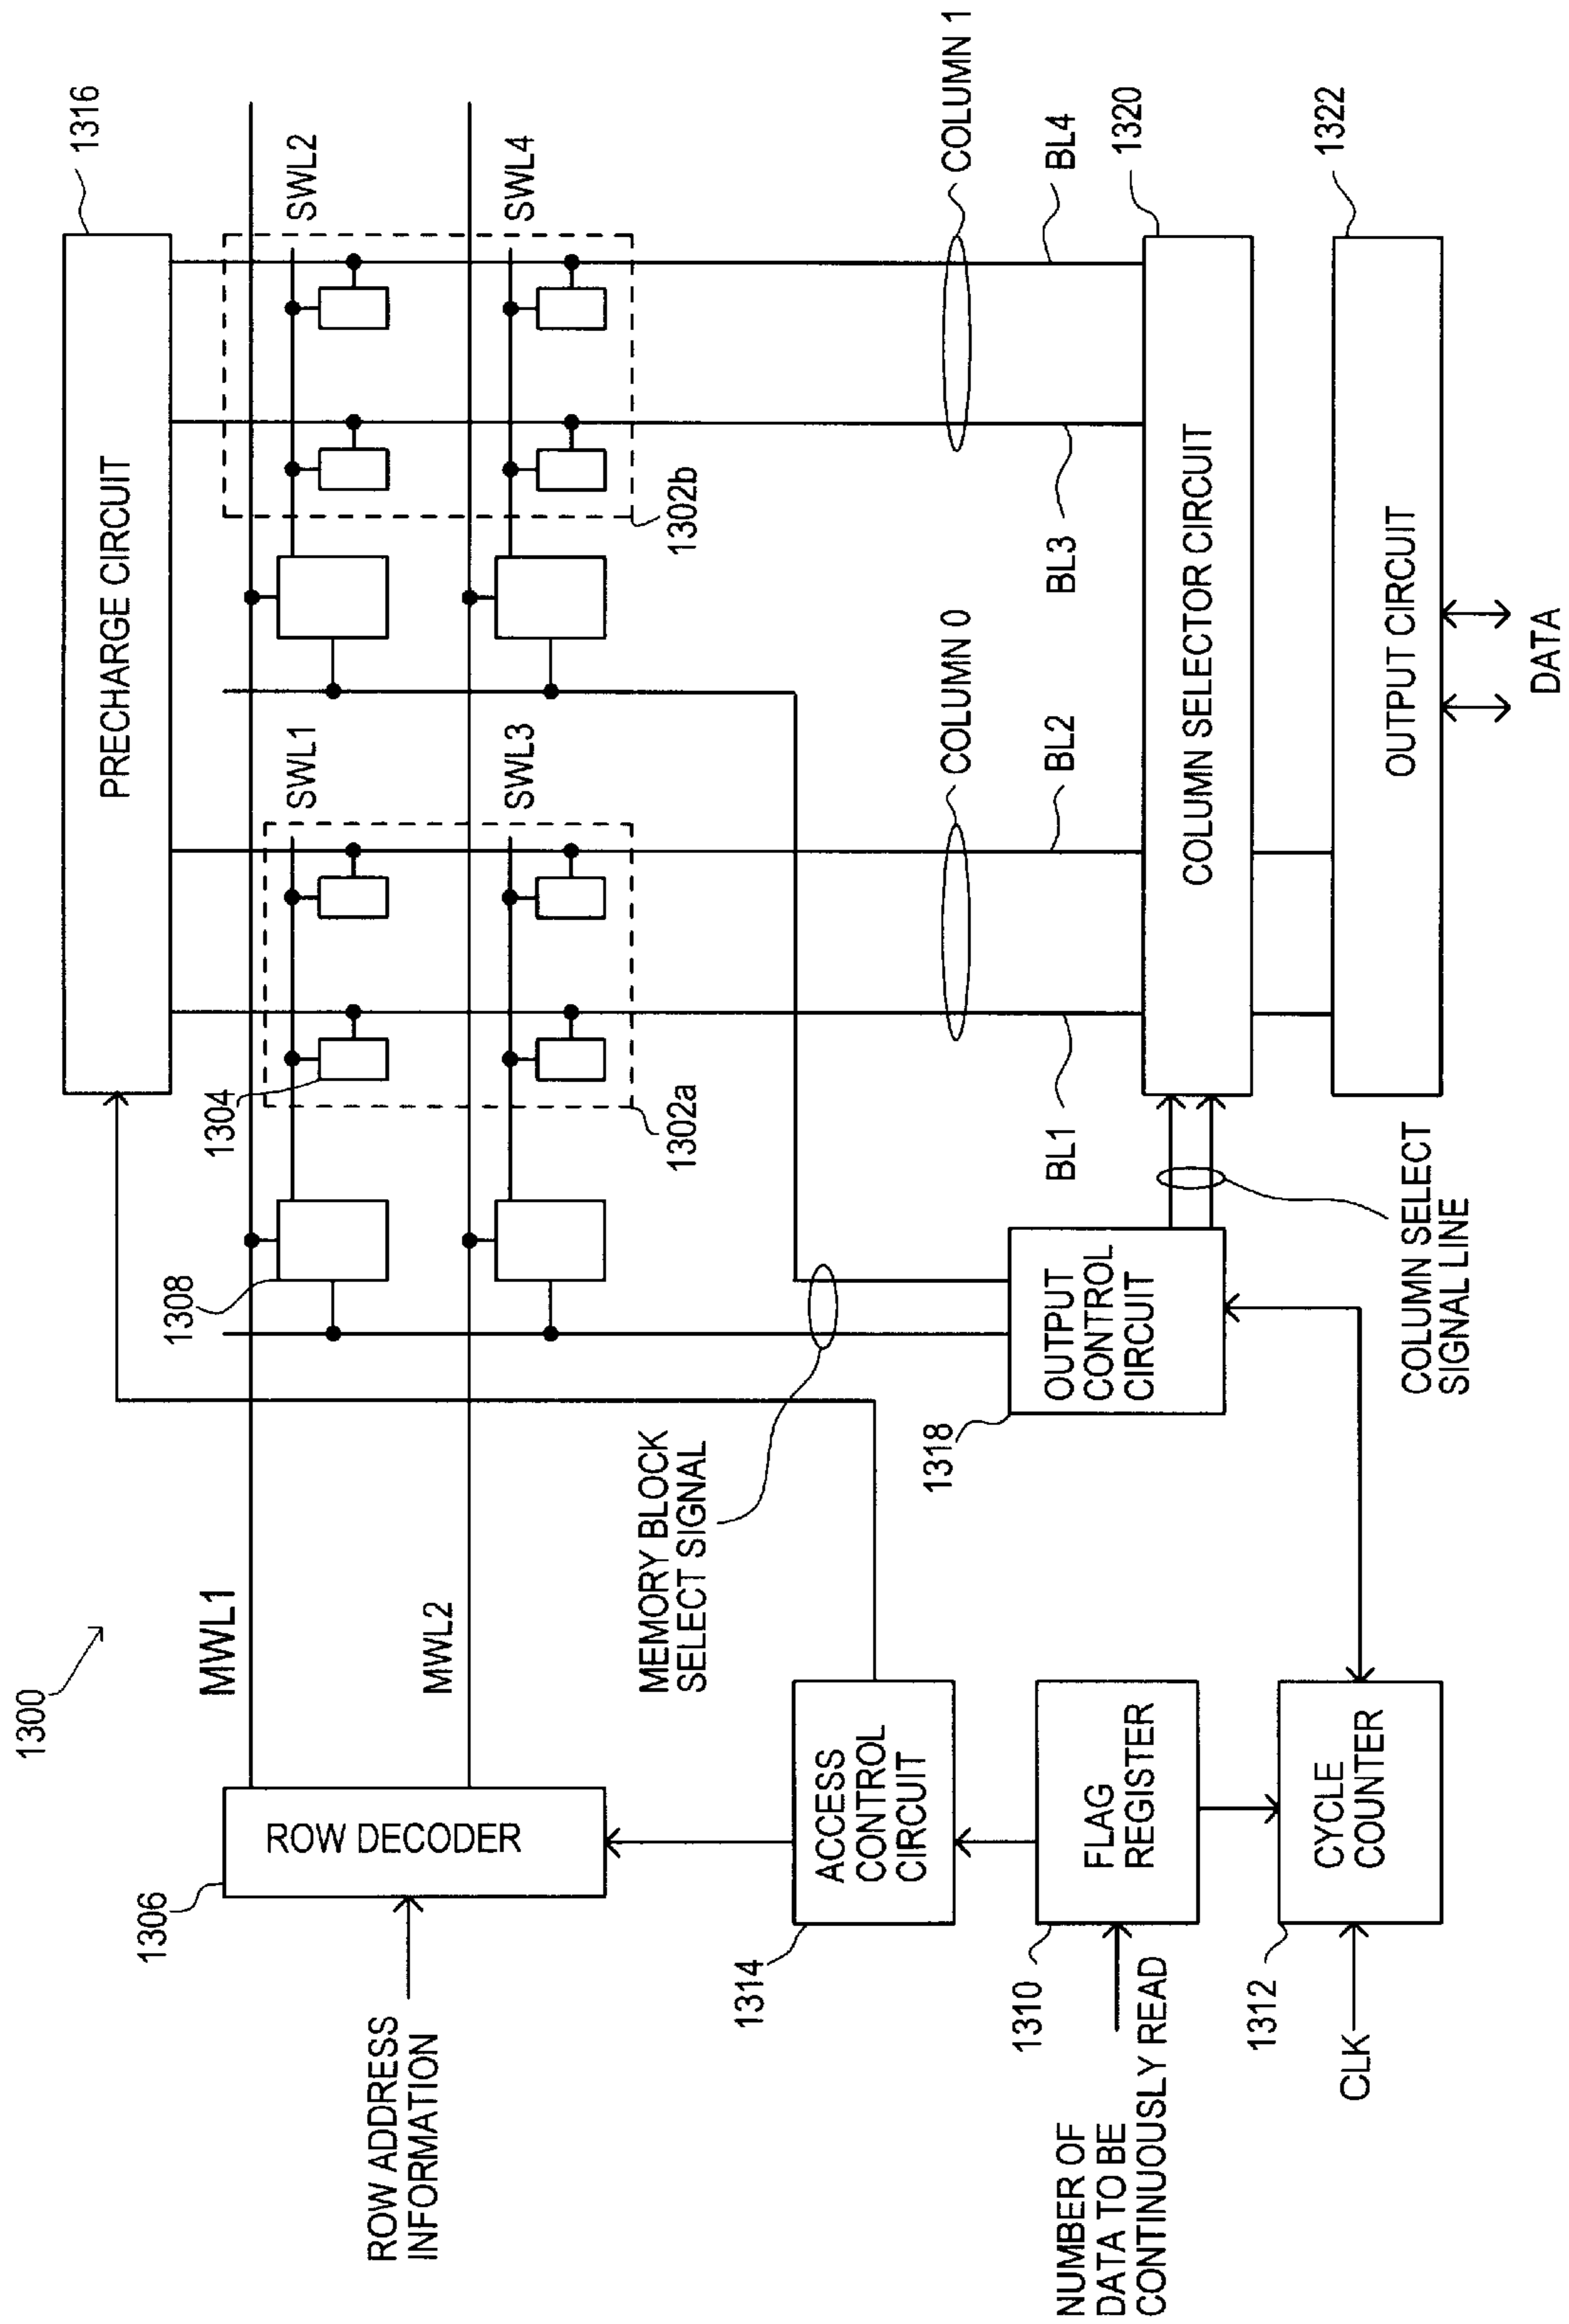 1300
1316
PRECHARGE CIRCUIT
MWL1
SWL1
SWL2
1308
1304
1306
ROW DECODER
MWL2
SWL3
SWL4
ROW ADDRESS
INFORMATION
1302a
1302b
MEMORY BLOCK
SELECT SIGNAL
1314
ACCESS
CONTROL
CIRCUIT
COLUMN 0
COLUMN 1
1318
OUTPUT
CONTROL
CIRCUIT
BL1
BL2
BL3
BL4
1310
FLAG
REGISTER
NUMBER OF
DATA TO BE
CONTINUOUSLY READ
1320
COLUMN SELECTOR CIRCUIT
1312
CYCLE
COUNTER
CLK
1322
OUTPUT CIRCUIT
COLUMN SELECT
SIGNAL LINE
DATA